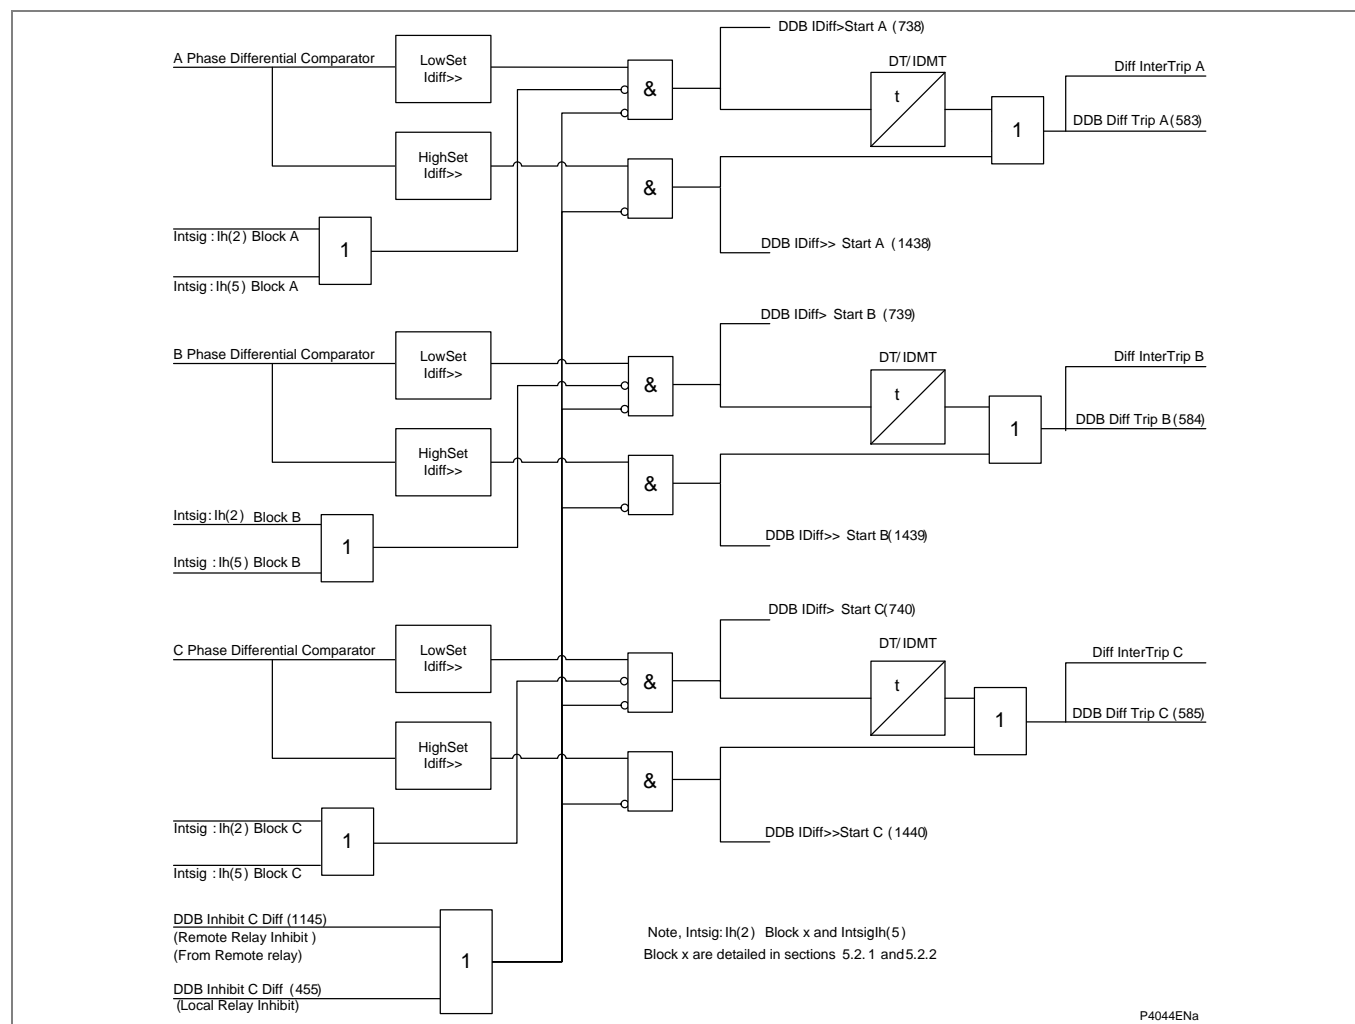 DDB IDiff>Start A (738)
A Phase Differential Comparator
LowSet
Idiff>>
&
DT/IDMT
t
Diff InterTrip A
1
DDB Diff Trip A (583)
HighSet
Idiff>>
&
Intsig : Ih(2) Block A
1
DDB IDiff>> Start A (1438)
Intsig : Ih(5) Block A
DDB IDiff> Start B (739)
B Phase Differential Comparator
LowSet
Idiff>>
&
DT/IDMT
t
Diff InterTrip B
1
DDB Diff Trip B (584)
HighSet
Idiff>>
&
Intsig: Ih(2) Block B
1
DDB IDiff>> Start B(1439)
Intsig : Ih(5) Block B
DDB IDiff> Start C(740)
C Phase Differential Comparator
LowSet
Idiff>>
&
DT/IDMT
t
Diff InterTrip C
1
DDB Diff Trip C (585)
HighSet
Idiff>>
&
Intsig : Ih(2) Block C
1
DDB IDiff>>Start C (1440)
Intsig : Ih(5) Block C
DDB Inhibit C Diff (1145)
(Remote Relay Inhibit )
(From Remote relay)
1
DDB Inhibit C Diff (455)
(Local Relay Inhibit)
Note, Intsig: Ih(2) Block x and IntsigIh(5)
Block x are detailed in sections 5.2. 1 and 5.2.2
P4044ENa